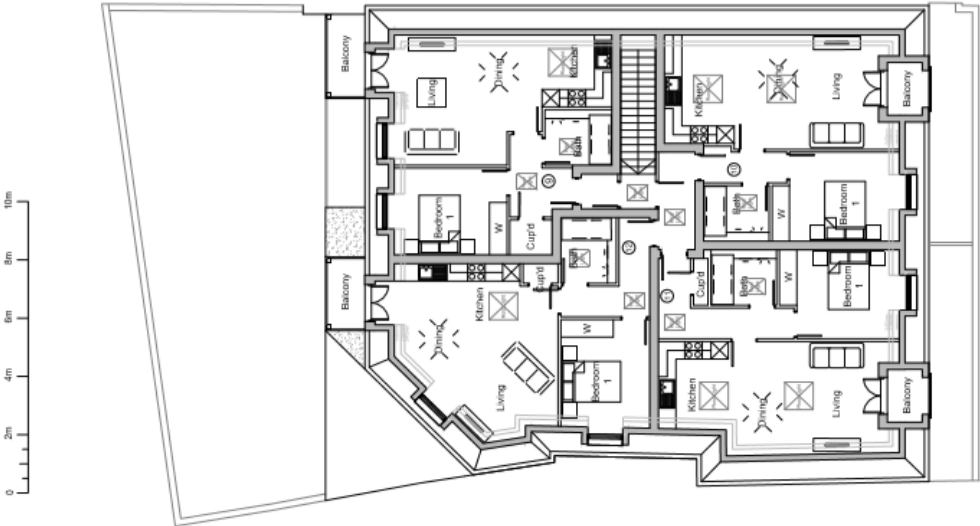 Balcony
Living
Dining
Kitchen
Bath
9
Bedroom
1
W
Cup'd
Kitchen
Dining
Living
Balcony
10
Bath
W
Bedroom
1
Balcony
Kitchen
Dining
Living
Cup'd
Bath
12
W
Bedroom
1
11
Cup'd
Bath
W
Bedroom
1
Kitchen
Dining
Living
Balcony
0
2m
4m
6m
8m
10m